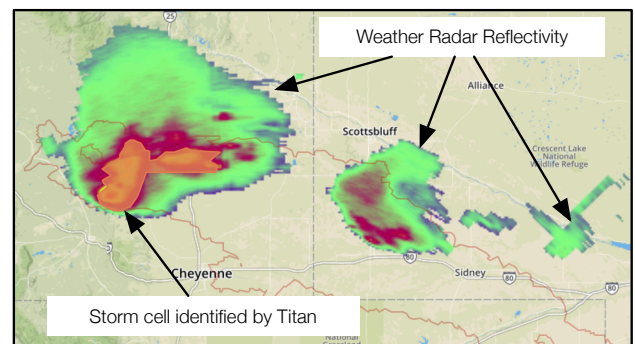 25
Weather Radar Reflectivity
Alliance
Scottsbluff
Crescent Lake
National
Wildlife Refuge
80
80
80
Sidney
Cheyenne
Storm cell identified by Titan
National